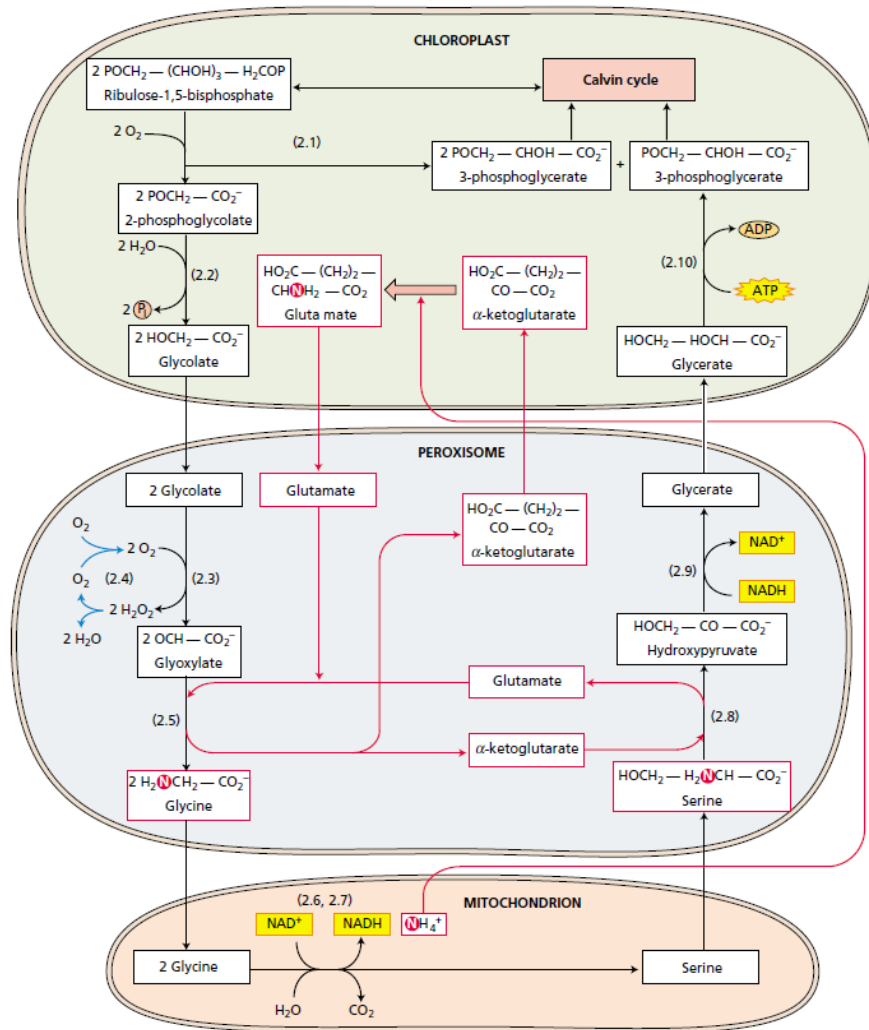 CHLOROPLAST
2 POCH₂ — (CHOH)₃ — H₂COP
Ribulose-1,5-bisphosphate
Calvin cycle
2 O₂
(2.1)
2 POCH₂ — CHOH — CO₂⁻
3-phosphoglycerate
+
POCH₂ — CHOH — CO₂⁻
3-phosphoglycerate
2 POCH₂ — CO₂⁻
2-phosphoglycolate
ADP
2 H₂O
(2.2)
2 Pi
HO₂C — (CH₂)₂ —
CHNH₂ — CO₂
Gluta mate
HO₂C — (CH₂)₂ —
CO — CO₂
α-ketoglutarate
(2.10)
ATP
2 HOCH₂ — CO₂⁻
Glycolate
HOCH₂ — HOCH — CO₂⁻
Glycerate
PEROXISOME
2 Glycolate
Glutamate
HO₂C — (CH₂)₂ —
CO — CO₂
α-ketoglutarate
Glycerate
O₂
2 O₂
(2.3)
O₂
(2.4)
2 H₂O₂
2 H₂O
NAD⁺
(2.9)
NADH
2 OCH — CO₂⁻
Glyoxylate
HOCH₂ — CO — CO₂⁻
Hydroxypyruvate
Glutamate
(2.5)
(2.8)
α-ketoglutarate
2 H₂NCH₂ — CO₂⁻
Glycine
HOCH₂ — H₂NCH — CO₂⁻
Serine
MITOCHONDRION
(2.6, 2.7)
NAD⁺
NADH
NH₄⁺
2 Glycine
Serine
H₂O
CO₂